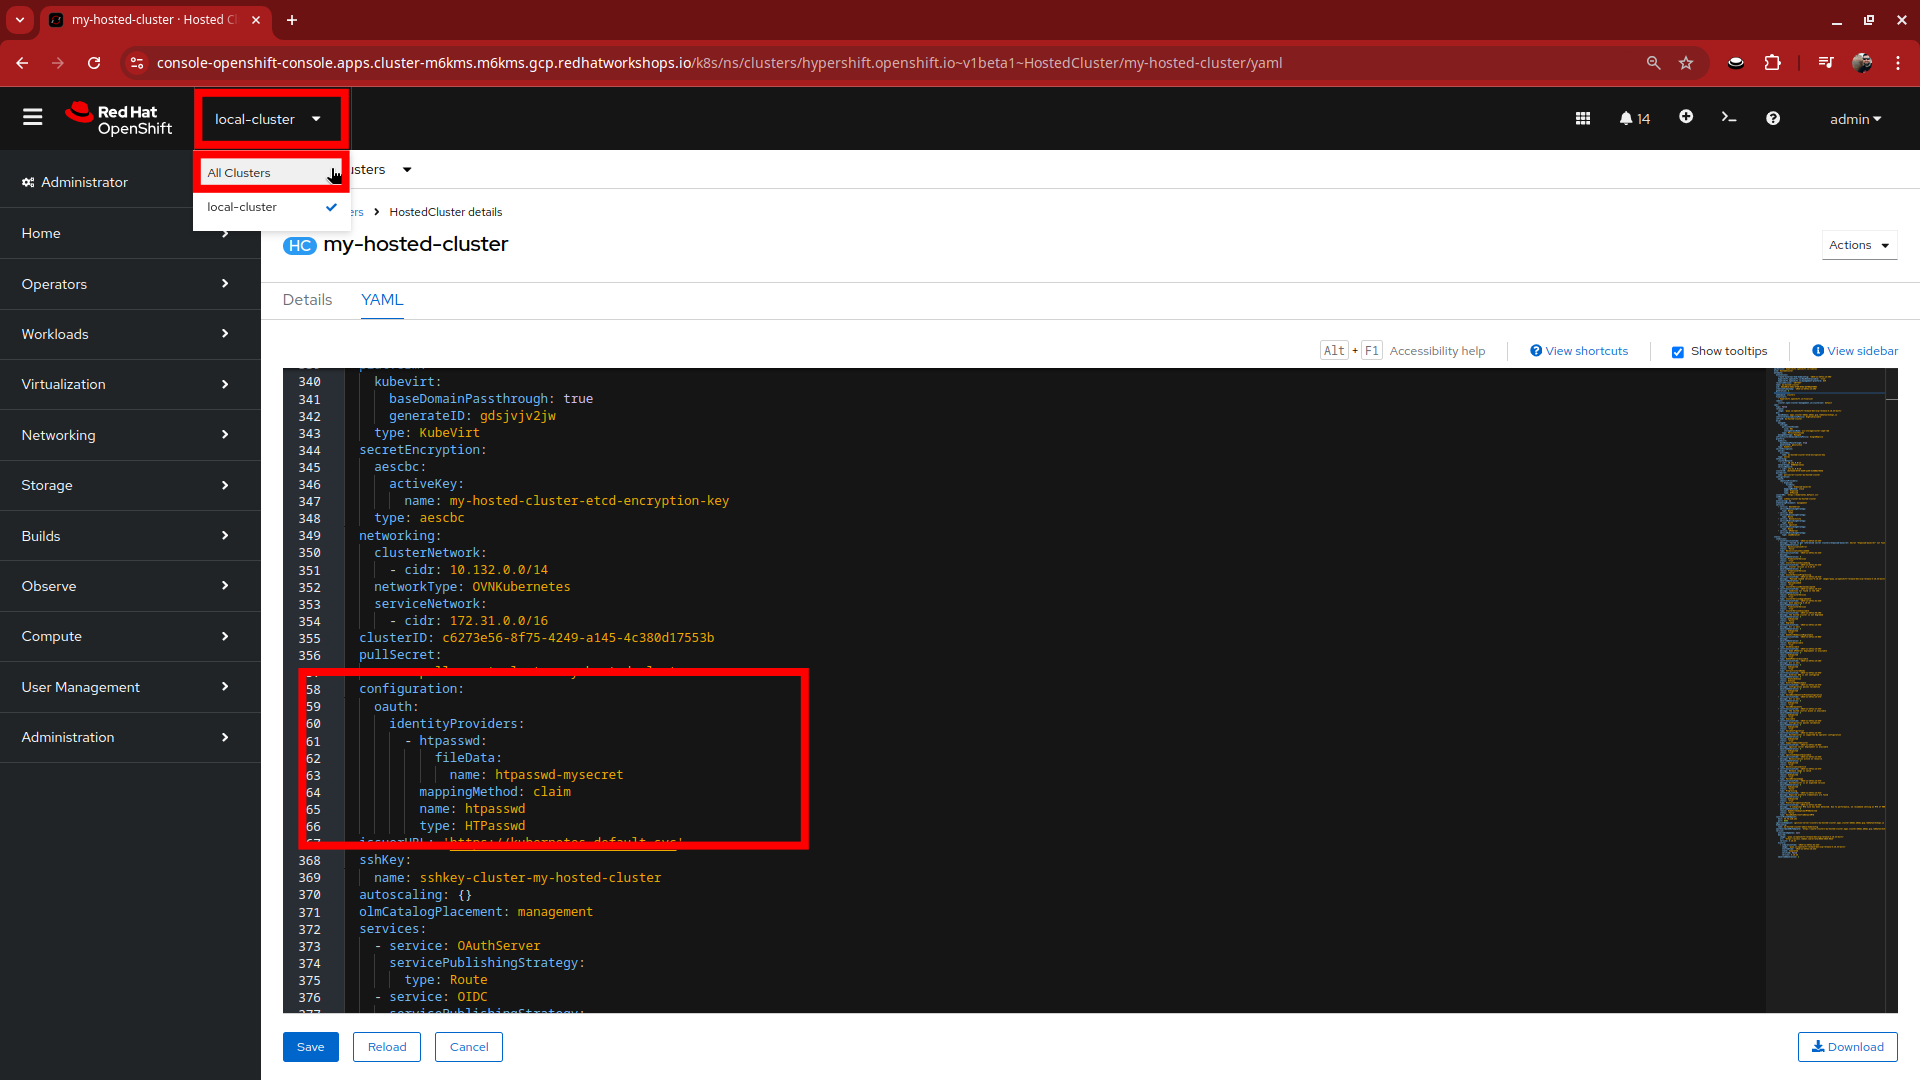 my-hosted-cluster · Hosted Cl
console-openshift-console.apps.cluster-m6kms.m6kms.gcp.redhatworkshops.io/k8s/ns/clusters/hypershift.openshift.io~v1beta1~HostedCluster/my-hosted-cluster/yaml
Red Hat
OpenShift
local-cluster
14
admin
All Clusters
local-cluster
Administrator
Home
Operators
Workloads
Virtualization
Networking
Storage
Builds
Observe
Compute
User Management
Administration
HostedCluster details
HC my-hosted-cluster
Actions
Details YAML
Alt + F1 Accessibility help View shortcuts Show tooltips View sidebar
340 kubevirt:
341 baseDomainPassthrough: true
342 generateID: gdsjvjv2jw
343 type: KubeVirt
344 secretEncryption:
345 aescbc:
346 activeKey:
347 name: my-hosted-cluster-etcd-encryption-key
348 type: aescbc
349 networking:
350 clusterNetwork:
351 - cidr: 10.132.0.0/14
352 networkType: OVNKubernetes
353 serviceNetwork:
354 - cidr: 172.31.0.0/16
355 clusterID: c6273e56-8f75-4249-a145-4c380d17553b
356 pullSecret:
58 configuration:
59 oauth:
60 identityProviders:
61 - htpasswd:
62 fileData:
63 name: htpasswd-mysecret
64 mappingMethod: claim
65 name: htpasswd
66 type: HTPasswd
issuerURL: 'https://kubernetes.default.svc'
368 sshKey:
369 name: sshkey-cluster-my-hosted-cluster
370 autoscaling: {}
371 olmCatalogPlacement: management
372 services:
373 - service: OAuthServer
374 servicePublishingStrategy:
375 type: Route
376 - service: OIDC
377 servicePublishingStrategy:
Save Reload Cancel Download